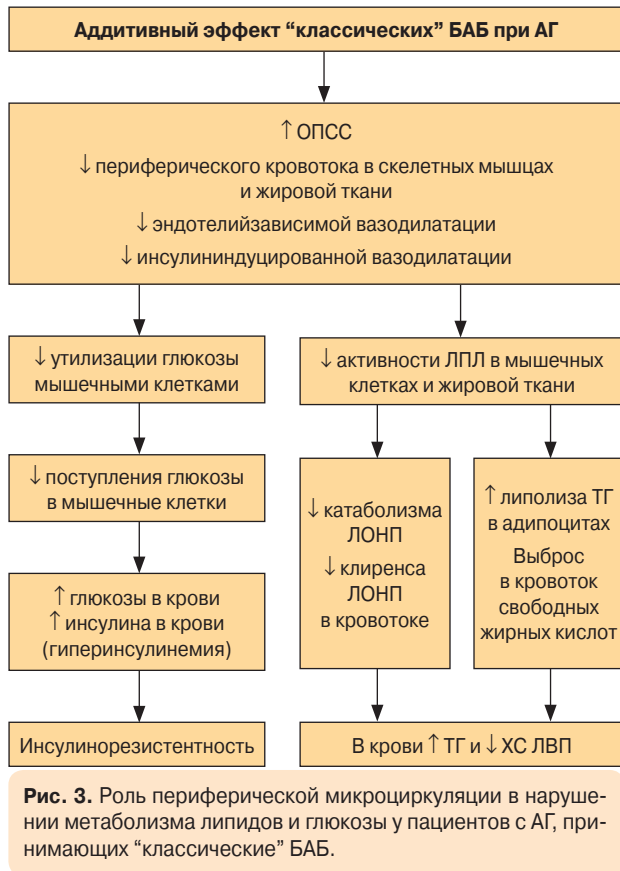 Аддитивный эффект “классических” БАБ при АГ
↑ ОПСС
↓ периферического кровотока в скелетных мышцах
и жировой ткани
↓ эндотелийзависимой вазодилатации
↓ инсулининдуцированной вазодилатации
↓ утилизации глюкозы
мышечными клетками
↓ поступления глюкозы
в мышечные клетки
↑ глюкозы в крови
↑ инсулина в крови
(гиперинсулинемия)
Инсулинорезистентность
↓ активности ЛПЛ в мышечных
клетках и жировой ткани
↓ катаболизма
ЛОНП
↓ клиренса
ЛОНП
в кровотоке
↑ липолиза ТГ
в адипоцитах
Выброс
в кровоток
свободных
жирных кислот
В крови ↑ ТГ и ↓ ХС ЛВП
Рис. 3. Роль периферической микроциркуляции в наруше-
нии метаболизма липидов и глюкозы у пациентов с АГ, при-
нимающих “классические” БАБ.